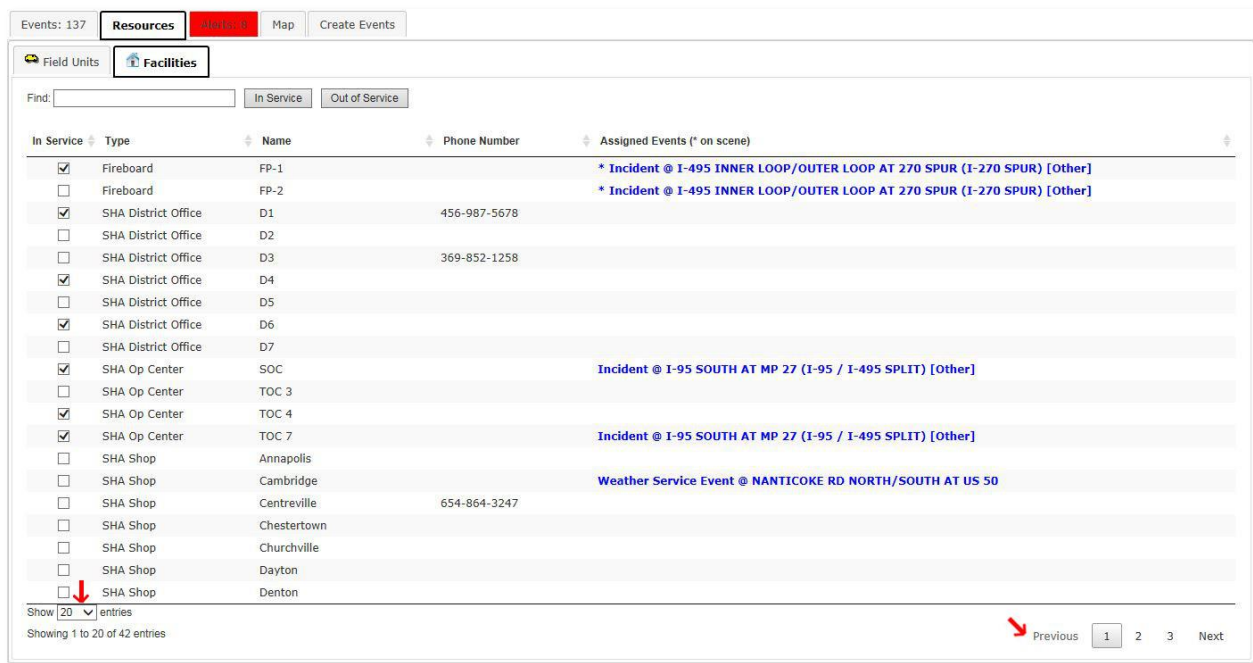 Events: 137 Resources Alerts: 8 Map Create Events
Field Units Facilities
Find: In Service Out of Service
In Service Type Name Phone Number Assigned Events (* on scene)
Fireboard FP-1 * Incident @ I-495 INNER LOOP/OUTER LOOP AT 270 SPUR (I-270 SPUR) [Other]
Fireboard FP-2 * Incident @ I-495 INNER LOOP/OUTER LOOP AT 270 SPUR (I-270 SPUR) [Other]
SHA District Office D1 456-987-5678
SHA District Office D2
SHA District Office D3 369-852-1258
SHA District Office D4
SHA District Office D5
SHA District Office D6
SHA District Office D7
SHA Op Center SOC Incident @ I-95 SOUTH AT MP 27 (I-95 / I-495 SPLIT) [Other]
SHA Op Center TOC 3
SHA Op Center TOC 4
SHA Op Center TOC 7 Incident @ I-95 SOUTH AT MP 27 (I-95 / I-495 SPLIT) [Other]
SHA Shop Annapolis
SHA Shop Cambridge Weather Service Event @ NANTICOKE RD NORTH/SOUTH AT US 50
SHA Shop Centreville 654-864-3247
SHA Shop Chestertown
SHA Shop Churchville
SHA Shop Dayton
SHA Shop Denton
Show 20 entries
Showing 1 to 20 of 42 entries Previous 1 2 3 Next